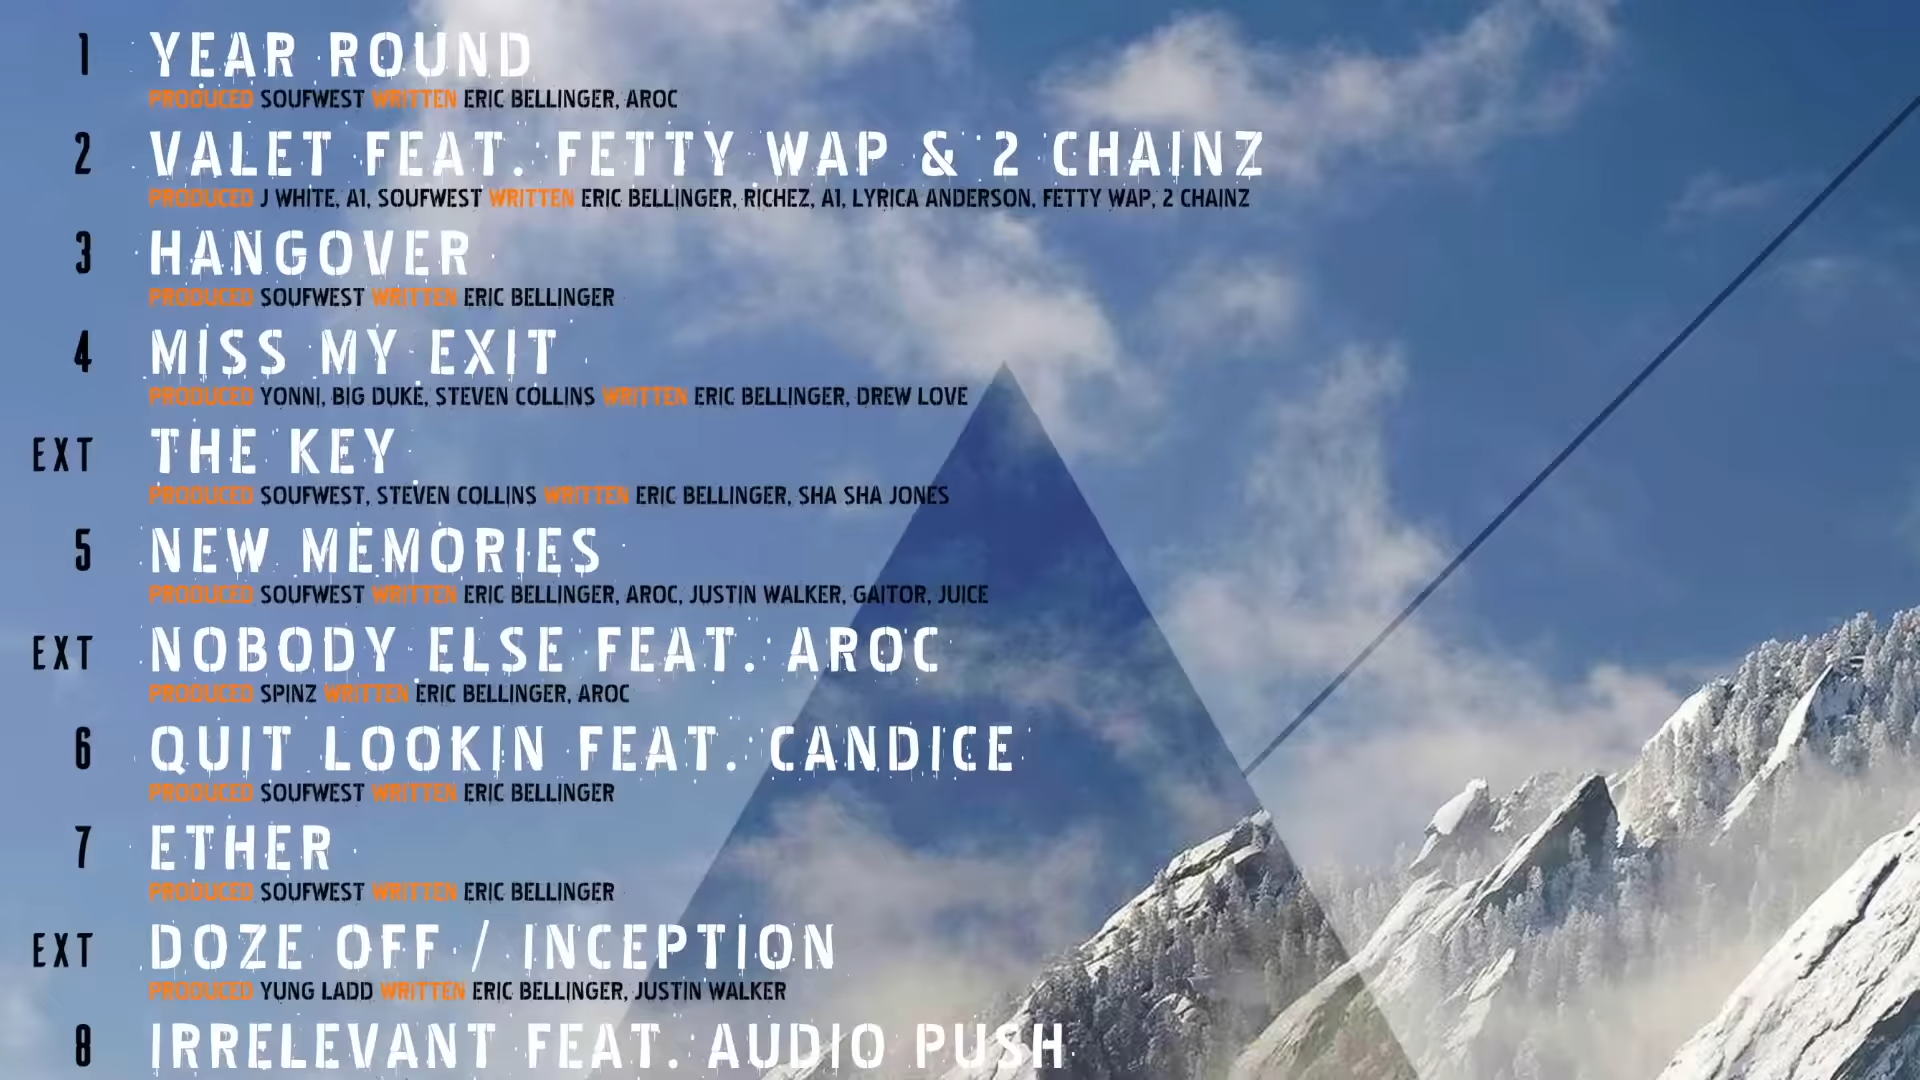 1 YEAR ROUND
PRODUCED SOUFWEST WRITTEN ERIC BELLINGER, AROC
2 VALET FEAT. FETTY WAP & 2 CHAINZ
PRODUCED J WHITE, A1, SOUFWEST WRITTEN ERIC BELLINGER, RICHEZ, A1, LYRICA ANDERSON, FETTY WAP, 2 CHAINZ
3 HANGOVER
PRODUCED SOUFWEST WRITTEN ERIC BELLINGER
4 MISS MY EXIT
PRODUCED YONNI, BIG DUKE, STEVEN COLLINS WRITTEN ERIC BELLINGER, DREW LOVE
EXT THE KEY
PRODUCED SOUFWEST, STEVEN COLLINS WRITTEN ERIC BELLINGER, SHA SHA JONES
5 NEW MEMORIES
PRODUCED SOUFWEST WRITTEN ERIC BELLINGER, AROC, JUSTIN WALKER, GAITOR, JUICE
EXT NOBODY ELSE FEAT. AROC
PRODUCED SPINZ WRITTEN ERIC BELLINGER, AROC
6 QUIT LOOKIN FEAT. CANDICE
PRODUCED SOUFWEST WRITTEN ERIC BELLINGER
7 ETHER
PRODUCED SOUFWEST WRITTEN ERIC BELLINGER
EXT DOZE OFF / INCEPTION
PRODUCED YUNG LADD WRITTEN ERIC BELLINGER, JUSTIN WALKER
8 IRRELEVANT FEAT. AUDIO PUSH